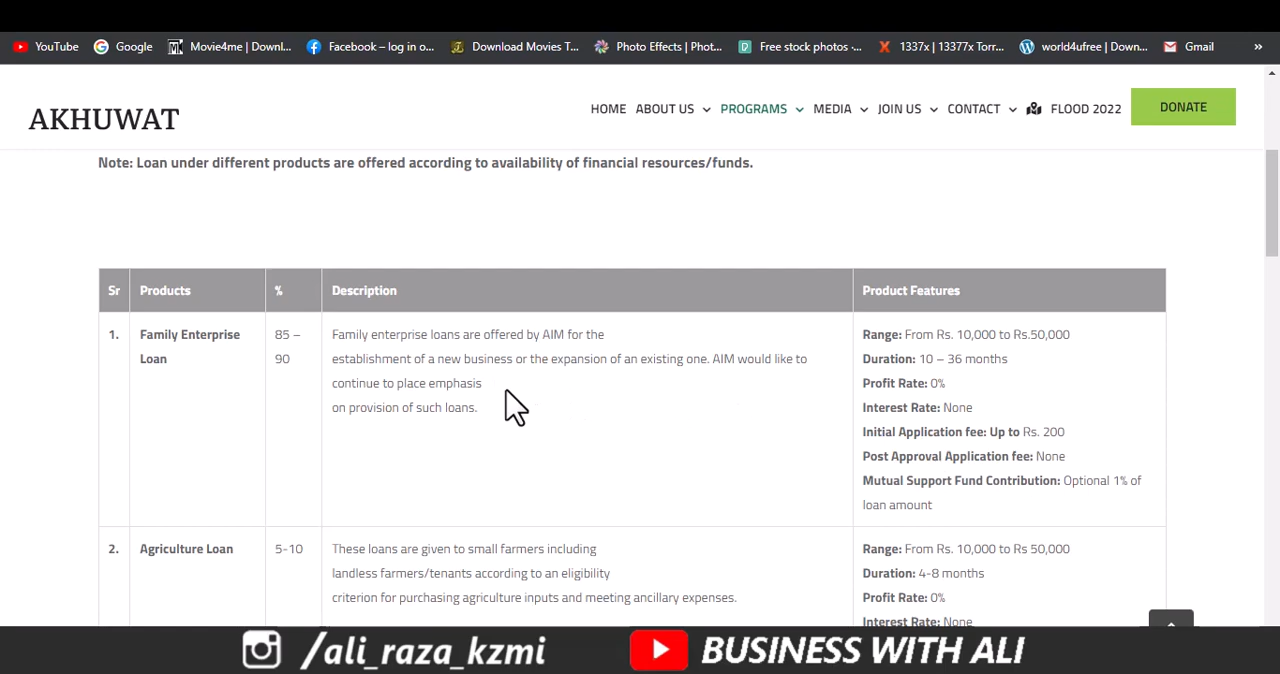 YouTube Google Movie4me | Downl... Facebook – log in o... Download Movies T... Photo Effects | Phot... Free stock photos -... 1337x | 13377x Torr... world4ufree | Down... Gmail »
AKHUWAT
HOME ABOUT US PROGRAMS MEDIA JOIN US CONTACT FLOOD 2022 DONATE
Note: Loan under different products are offered according to availability of financial resources/funds.
Sr Products % Description Product Features
1. Family Enterprise Loan
85 – 90
Family enterprise loans are offered by AIM for the
establishment of a new business or the expansion of an existing one. AIM would like to
continue to place emphasis
on provision of such loans.
Range: From Rs. 10,000 to Rs.50,000
Duration: 10 – 36 months
Profit Rate: 0%
Interest Rate: None
Initial Application fee: Up to Rs. 200
Post Approval Application fee: None
Mutual Support Fund Contribution: Optional 1% of
loan amount
2. Agriculture Loan
5-10
These loans are given to small farmers including
landless farmers/tenants according to an eligibility
criterion for purchasing agriculture inputs and meeting ancillary expenses.
Range: From Rs. 10,000 to Rs 50,000
Duration: 4-8 months
Profit Rate: 0%
Interest Rate: None
/ali_raza_kzmi BUSINESS WITH ALI